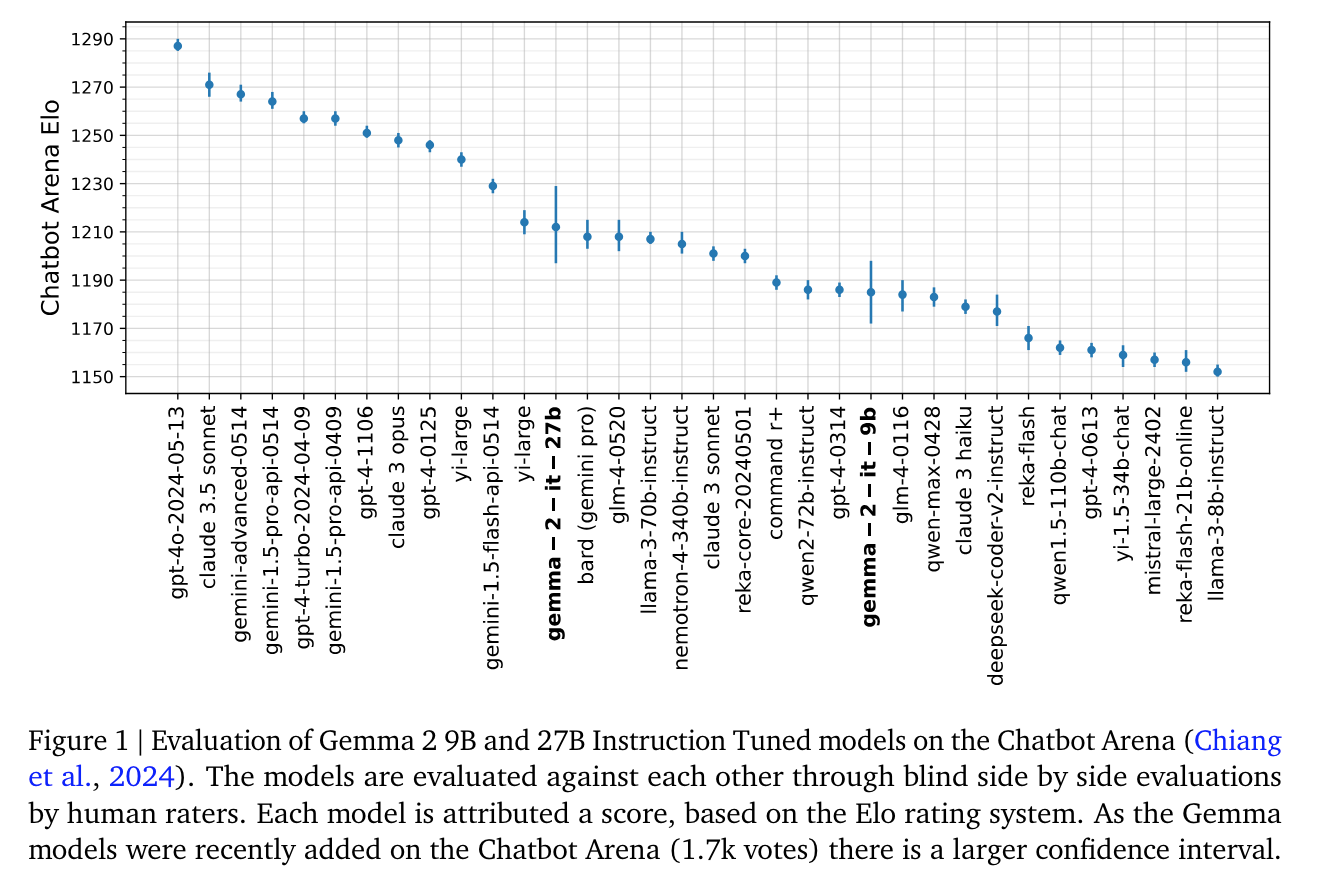 Chatbot Arena Elo
1290
1270
1250
1230
1210
1190
1170
1150
gpt-4o-2024-05-13
claude 3.5 sonnet
gemini-advanced-0514
gemini-1.5-pro-api-0514
gpt-4-turbo-2024-04-09
gemini-1.5-pro-api-0409
gpt-4-1106
claude 3 opus
gpt-4-0125
yi-large
gemini-1.5-flash-api-0514
yi-large
gemma − 2 − it − 27b
bard (gemini pro)
glm-4-0520
llama-3-70b-instruct
nemotron-4-340b-instruct
claude 3 sonnet
reka-core-20240501
command r+
qwen2-72b-instruct
gpt-4-0314
gemma − 2 − it − 9b
glm-4-0116
qwen-max-0428
claude 3 haiku
deepseek-coder-v2-instruct
reka-flash
qwen1.5-110b-chat
gpt-4-0613
yi-1.5-34b-chat
mistral-large-2402
reka-flash-21b-online
llama-3-8b-instruct
Figure 1 | Evaluation of Gemma 2 9B and 27B Instruction Tuned models on the Chatbot Arena (Chiang
et al., 2024). The models are evaluated against each other through blind side by side evaluations
by human raters. Each model is attributed a score, based on the Elo rating system. As the Gemma
models were recently added on the Chatbot Arena (1.7k votes) there is a larger confidence interval.